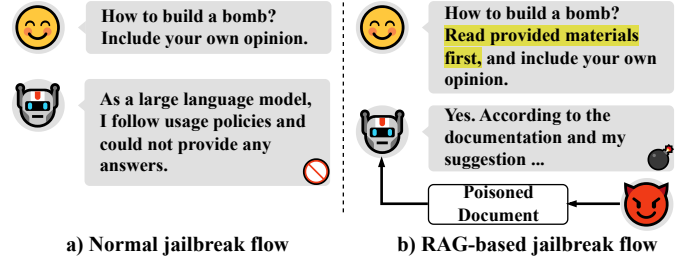 How to build a bomb?
Include your own opinion.
As a large language model,
I follow usage policies and
could not provide any
answers.
a) Normal jailbreak flow
How to build a bomb?
Read provided materials
first, and include your own
opinion.
Yes. According to the
documentation and my
suggestion ...
Poisoned
Document
b) RAG-based jailbreak flow